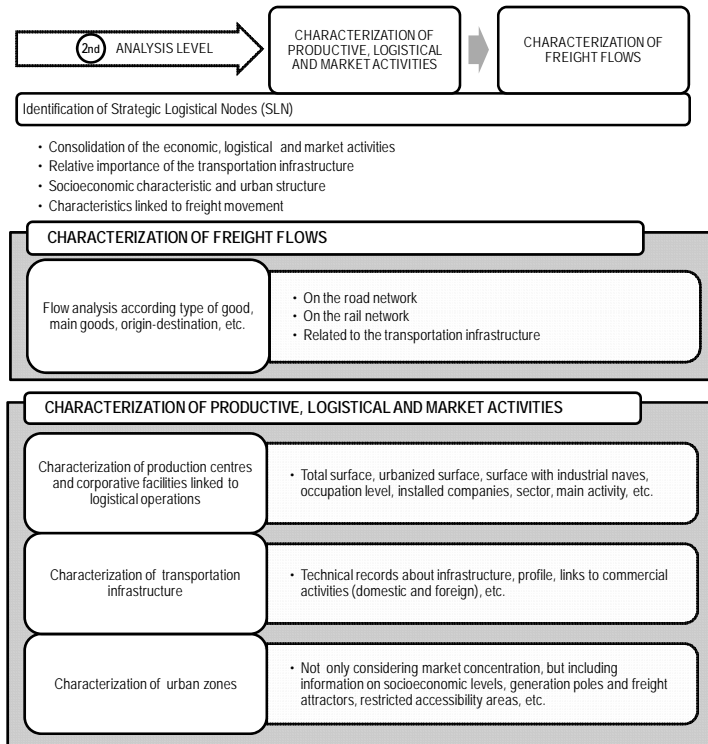 2nd ANALYSIS LEVEL
CHARACTERIZATION OF
PRODUCTIVE, LOGISTICAL
AND MARKET ACTIVITIES
CHARACTERIZATION OF
FREIGHT FLOWS
Identification of Strategic Logistical Nodes (SLN)
• Consolidation of the economic, logistical and market activities
• Relative importance of the transportation infrastructure
• Socioeconomic characteristic and urban structure
• Characteristics linked to freight movement
CHARACTERIZATION OF FREIGHT FLOWS
Flow analysis according type of good,
main goods, origin-destination, etc.
• On the road network
• On the rail network
• Related to the transportation infrastructure
CHARACTERIZATION OF PRODUCTIVE, LOGISTICAL AND MARKET ACTIVITIES
Characterization of production centres
and corporative facilities linked to
logistical operations
• Total surface, urbanized surface, surface with industrial naves,
occupation level, installed companies, sector, main activity, etc.
Characterization of transportation
infrastructure
• Technical records about infrastructure, profile, links to commercial
activities (domestic and foreign), etc.
Characterization of urban zones
• Not only considering market concentration, but including
information on socioeconomic levels, generation poles and freight
attractors, restricted accessibility areas, etc.